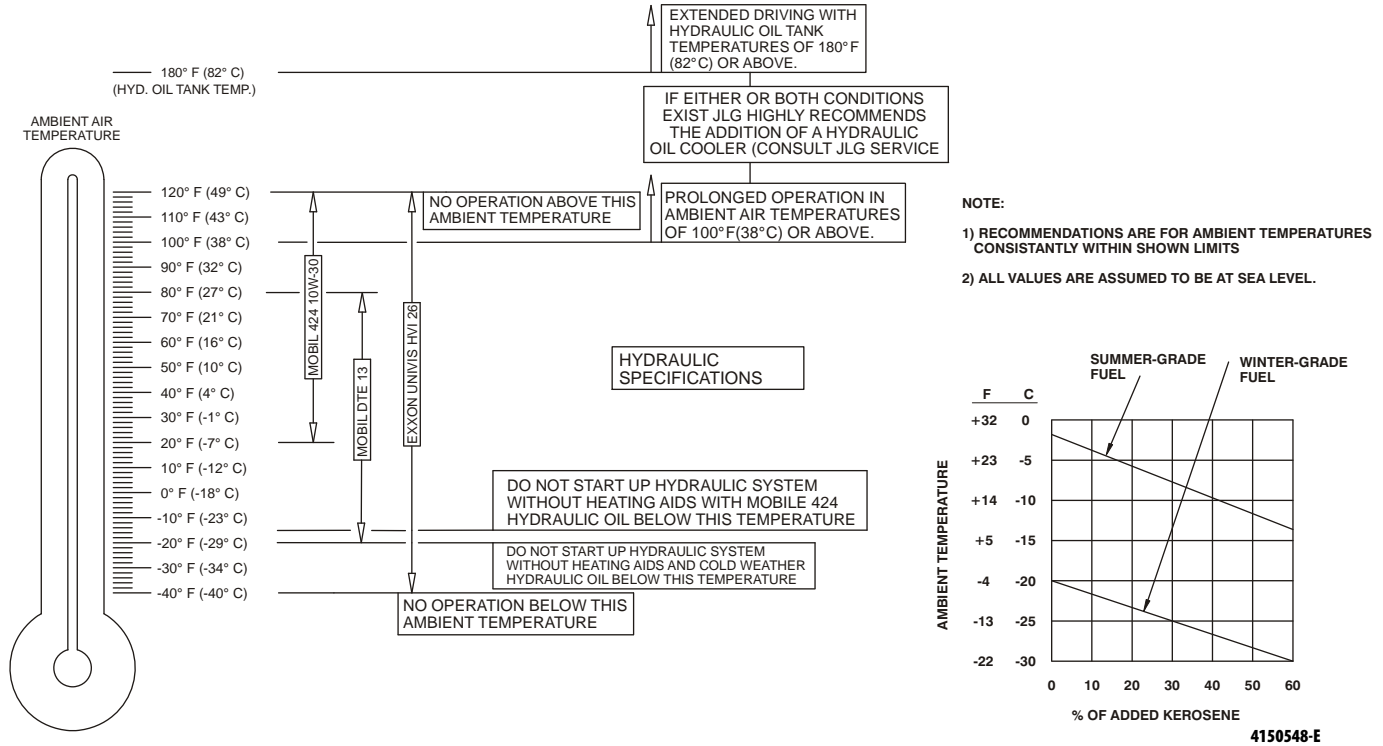 EXTENDED DRIVING WITH
HYDRAULIC OIL TANK
TEMPERATURES OF 180°F
(82°C) OR ABOVE.
180° F (82° C)
(HYD. OIL TANK TEMP.)
IF EITHER OR BOTH CONDITIONS
EXIST JLG HIGHLY RECOMMENDS
THE ADDITION OF A HYDRAULIC
OIL COOLER (CONSULT JLG SERVICE
AMBIENT AIR
TEMPERATURE
120° F (49° C)
110° F (43° C)
100° F (38° C)
90° F (32° C)
80° F (27° C)
70° F (21° C)
60° F (16° C)
50° F (10° C)
40° F (4° C)
30° F (-1° C)
20° F (-7° C)
10° F (-12° C)
0° F (-18° C)
-10° F (-23° C)
-20° F (-29° C)
-30° F (-34° C)
-40° F (-40° C)
MOBIL 424 10W-30
MOBIL DTE 13
EXXON UNIVIS HVI 26
NO OPERATION ABOVE THIS
AMBIENT TEMPERATURE
PROLONGED OPERATION IN
AMBIENT AIR TEMPERATURES
OF 100°F(38°C) OR ABOVE.
HYDRAULIC
SPECIFICATIONS
DO NOT START UP HYDRAULIC SYSTEM
WITHOUT HEATING AIDS WITH MOBILE 424
HYDRAULIC OIL BELOW THIS TEMPERATURE
DO NOT START UP HYDRAULIC SYSTEM
WITHOUT HEATING AIDS AND COLD WEATHER
HYDRAULIC OIL BELOW THIS TEMPERATURE
NO OPERATION BELOW THIS
AMBIENT TEMPERATURE
NOTE:
1) RECOMMENDATIONS ARE FOR AMBIENT TEMPERATURES
CONSISTANTLY WITHIN SHOWN LIMITS
2) ALL VALUES ARE ASSUMED TO BE AT SEA LEVEL.
SUMMER-GRADE
FUEL
WINTER-GRADE
FUEL
F C
+32 0
+23 -5
+14 -10
+5 -15
-4 -20
-13 -25
-22 -30
AMBIENT TEMPERATURE
0 10 20 30 40 50 60
% OF ADDED KEROSENE
4150548-E